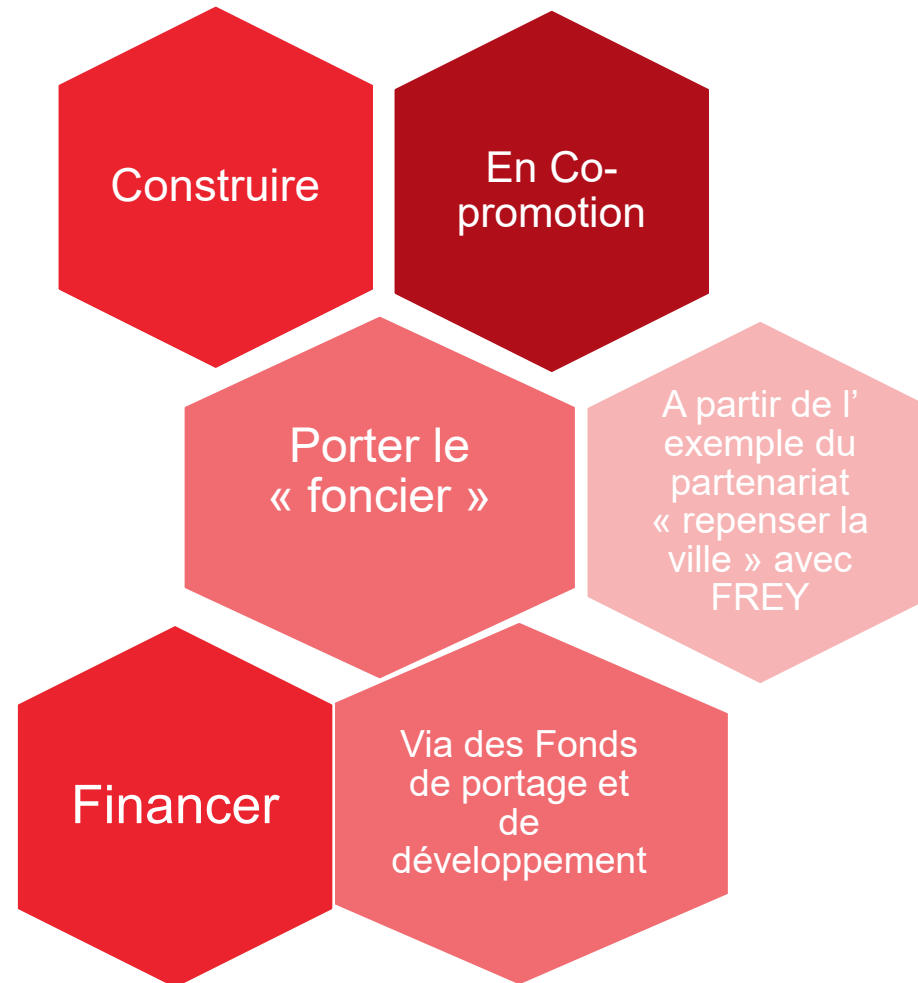 Construire
En Co-
promotion
Porter le
« foncier »
A partir de l’
exemple du
partenariat
« repenser la
ville » avec
FREY
Financer
Via des Fonds
de portage et
de
développement